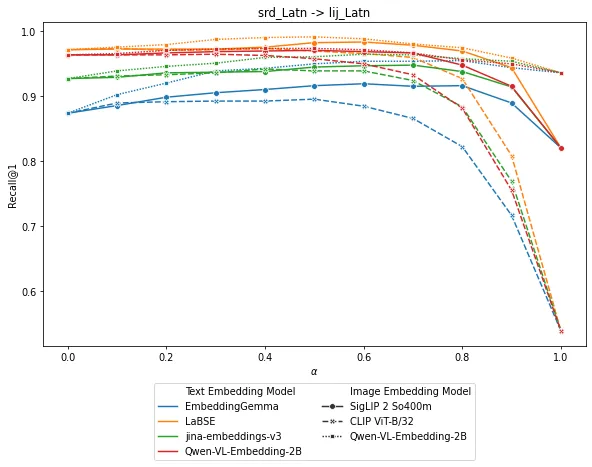 srd_Latn -> lij_Latn
Recall@1
1.0
0.9
0.8
0.7
0.6
0.0 0.2 0.4 0.6 0.8 1.0
α
Text Embedding Model
EmbeddingGemma
LaBSE
jina-embeddings-v3
Qwen-VL-Embedding-2B
Image Embedding Model
SigLIP 2 So400m
CLIP ViT-B/32
Qwen-VL-Embedding-2B